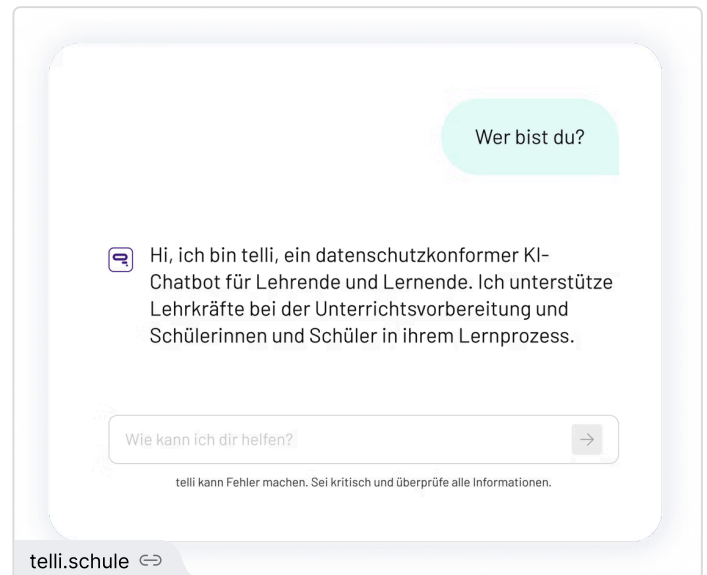 Wer bist du?
Hi, ich bin telli, ein datenschutzkonformer KI-
Chatbot für Lehrende und Lernende. Ich unterstütze
Lehrkräfte bei der Unterrichtsvorbereitung und
Schülerinnen und Schüler in ihrem Lernprozess.
Wie kann ich dir helfen?
telli kann Fehler machen. Sei kritisch und überprüfe alle Informationen.
telli.schule